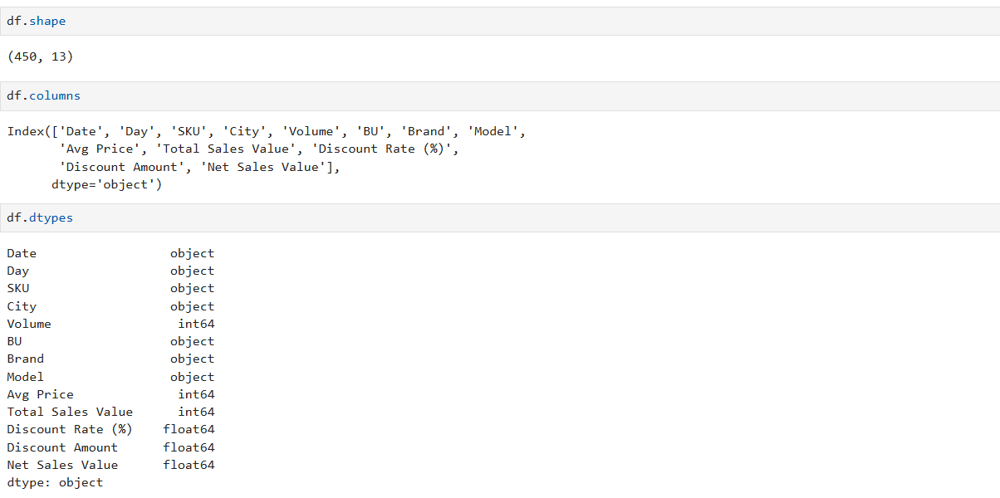 df.shape
(450, 13)
df.columns
Index(['Date', 'Day', 'SKU', 'City', 'Volume', 'BU', 'Brand', 'Model',
       'Avg Price', 'Total Sales Value', 'Discount Rate (%)',
       'Discount Amount', 'Net Sales Value'],
      dtype='object')
df.dtypes
Date                  object
Day                   object
SKU                   object
City                  object
Volume                 int64
BU                    object
Brand                 object
Model                 object
Avg Price              int64
Total Sales Value      int64
Discount Rate (%)    float64
Discount Amount      float64
Net Sales Value      float64
dtype: object